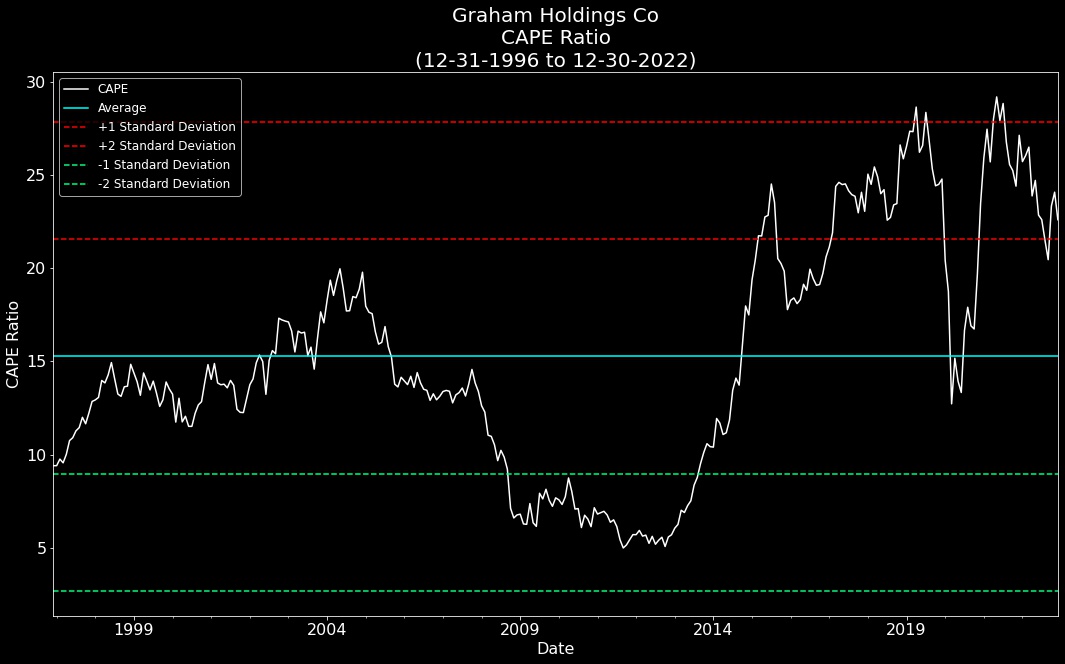 Graham Holdings Co
CAPE Ratio
(12-31-1996 to 12-30-2022)
CAPE
Average
+1 Standard Deviation
+2 Standard Deviation
-1 Standard Deviation
-2 Standard Deviation
CAPE Ratio
30
25
20
15
10
5
1999
2004
2009
2014
2019
Date